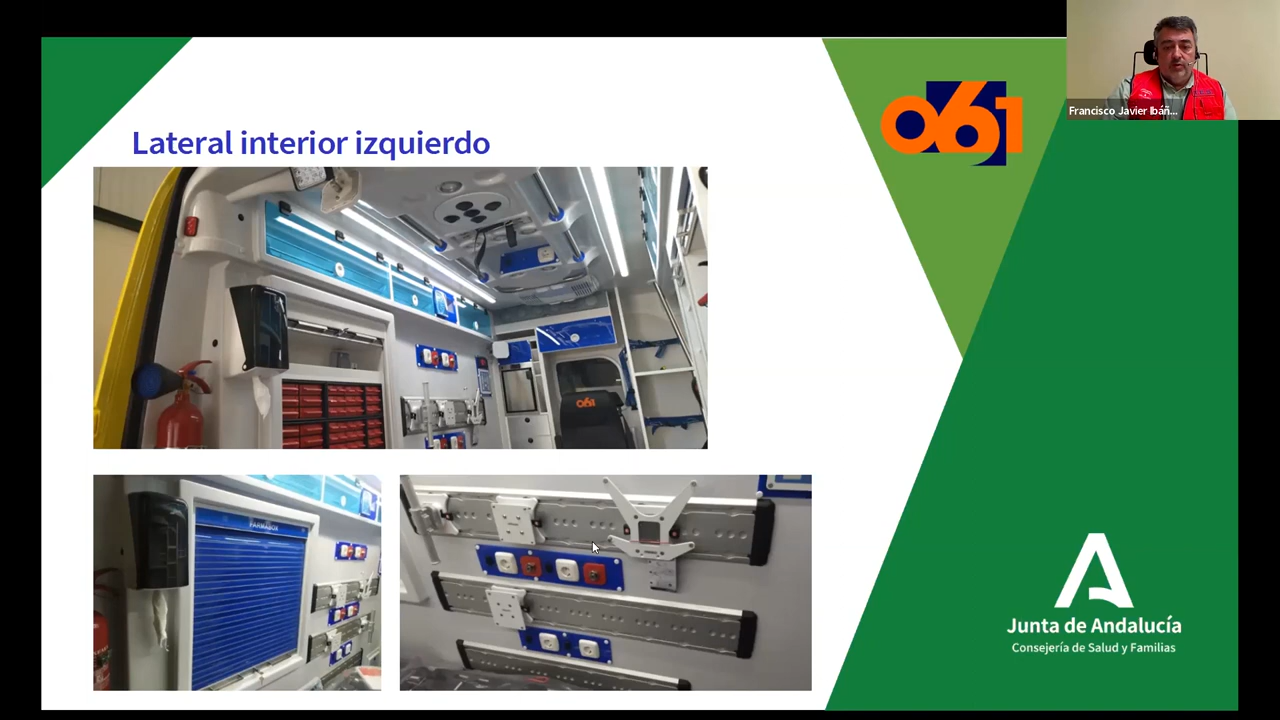 Lateral interior izquierdo
061
Francisco Javier Ibáñ...
061
FARMABOX
Junta de Andalucía
Consejería de Salud y Familias